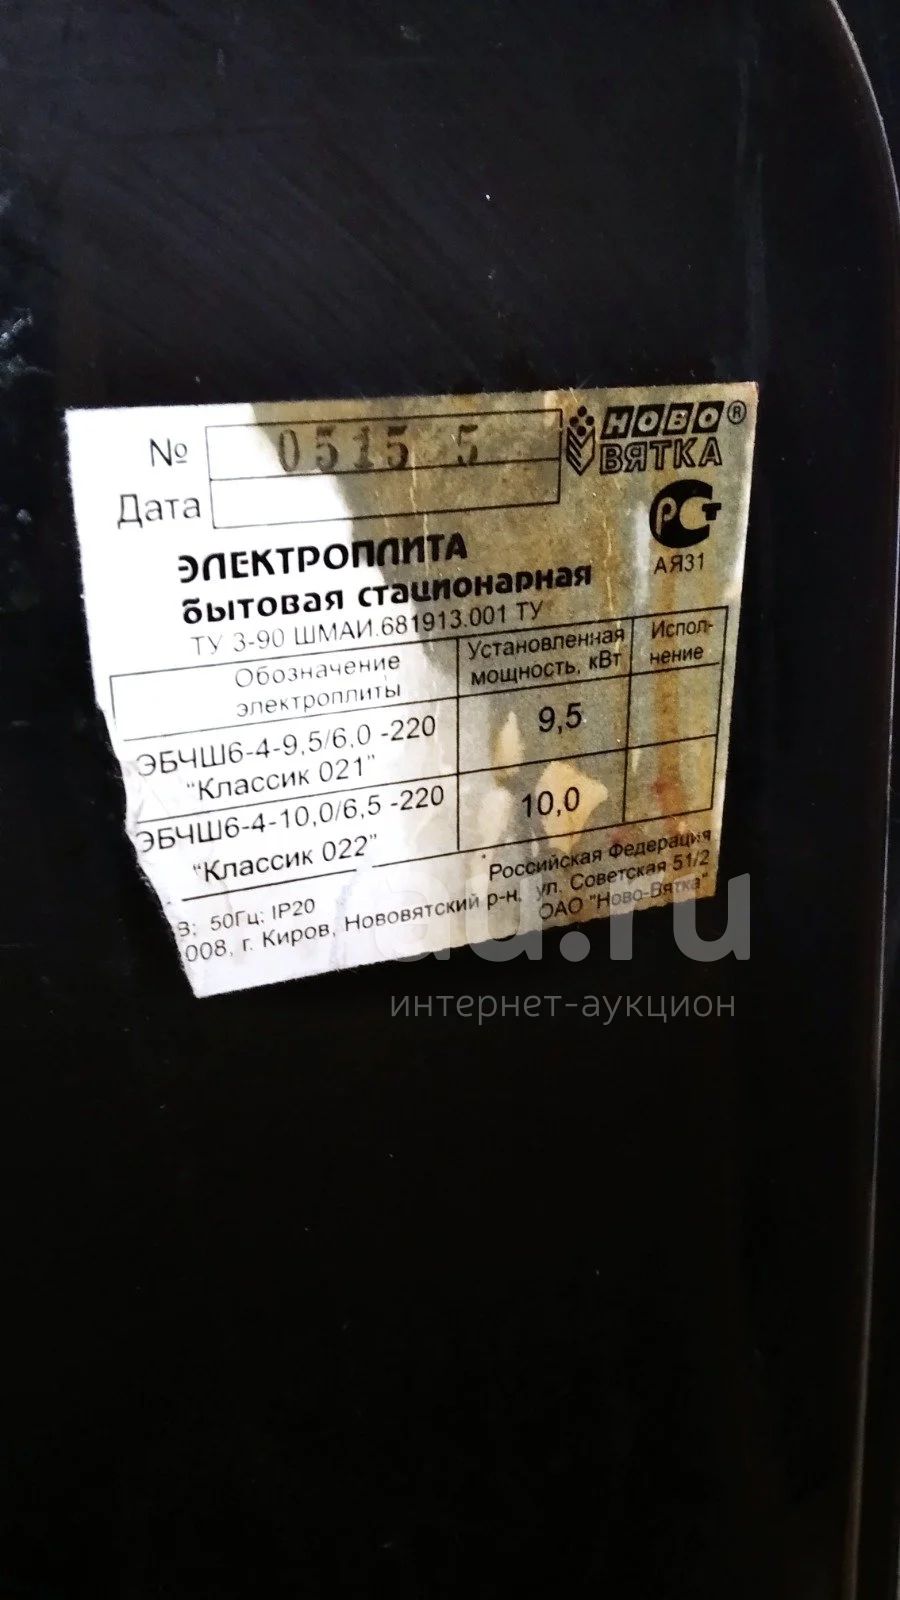 № 0515 5
НОВО ®
ВЯТКА
Дата
РСТ
АЯ31
ЭЛЕКТРОПЛИТА
бытовая стационарная
ТУ 3-90 ШМАИ.681913.001 ТУ
Обозначение электроплиты
Установленная мощность, кВт
Испол-
нение
ЭБЧШ6-4-9,5/6,0 -220
"Классик 021"
9,5
ЭБЧШ6-4-10,0/6,5 -220
"Классик 022"
10,0
В; 50Гц; IP20
Российская Федерация
008, г. Киров, Нововятский р-н, ул. Советская 51/2
ОАО "Ново-Вятка"
au.ru
интернет-аукцион